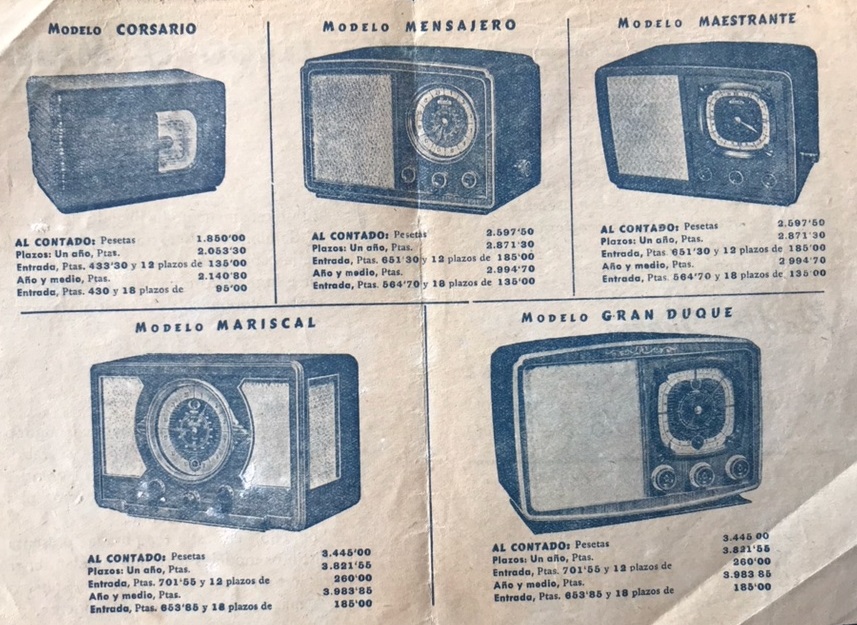 Modelo CORSARIO
AL CONTADO: Pesetas 1.850'00
Plazos: Un año, Ptas. 2.053'30
Entrada, Ptas. 433'30 y 12 plazos de 135'00
Año y medio, Ptas. 2.140'80
Entrada, Ptas. 430 y 18 plazos de 95'00
Modelo MENSAJERO
AL CONTADO: Pesetas 2.597'50
Plazos: Un año, Ptas. 2.871'30
Entrada, Ptas. 651'30 y 12 plazos de 185'00
Año y medio, Ptas. 2.994'70
Entrada, Ptas. 564'70 y 18 plazos de 135'00
Modelo MAESTRANTE
AL CONTADO: Pesetas 2.597'50
Plazos: Un año, Ptas. 2.871'30
Entrada, Ptas. 651'30 y 12 plazos de 185'00
Año y medio, Ptas. 2 994'70
Entrada, Ptas. 564'70 y 18 plazos de 135 00
Modelo MARISCAL
AL CONTADO: Pesetas 3.445'00
Plazos: Un año, Ptas. 3.821'55
Entrada, Ptas. 701'55 y 12 plazos de 260'00
Año y medio, Ptas. 3.983'85
Entrada, Ptas. 653'85 y 18 plazos de 185'00
Modelo GRAN DUQUE
AL CONTADO: Pesetas 3.445 00
Plazos: Un año, Ptas. 3.821'55
Entrada, Ptas. 701'55 y 12 plazos de 260'00
Año y medio, Ptas. 3.983 85
Entrada, Ptas. 653'85 y 18 plazos de 185'00